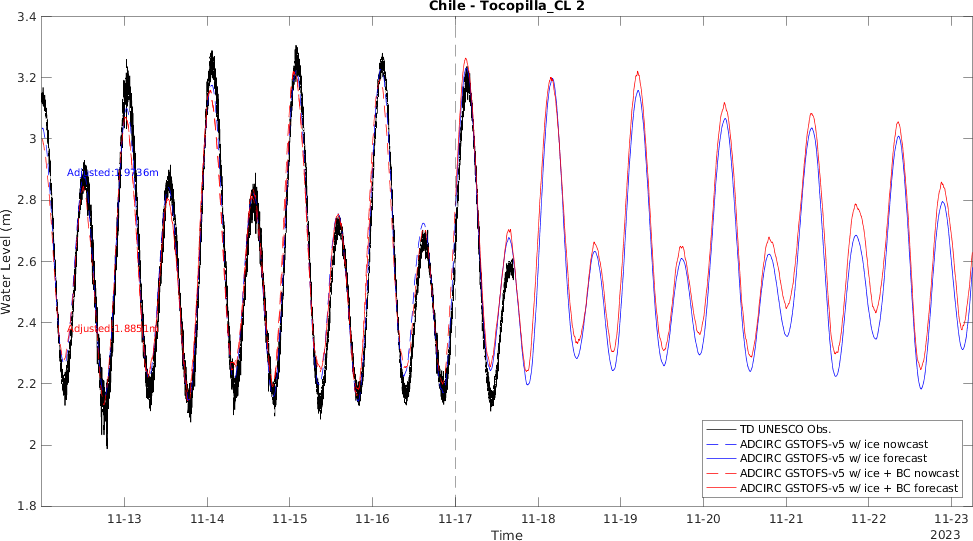 Chile - Tocopilla_CL 2
3.4
3.2
3
2.8
2.6
2.4
2.2
2
1.8
Water Level (m)
Adjusted:1.9736m
Adjusted:1.8851m
TD UNESCO Obs.
ADCIRC GSTOFS-v5 w/ ice nowcast
ADCIRC GSTOFS-v5 w/ ice forecast
ADCIRC GSTOFS-v5 w/ ice + BC nowcast
ADCIRC GSTOFS-v5 w/ ice + BC forecast
11-13 11-14 11-15 11-16 11-17 11-18 11-19 11-20 11-21 11-22 11-23
Time
2023